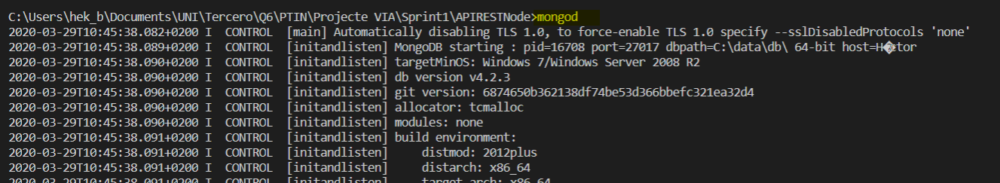 C:\Users\hek_b\Documents\UNI\Tercero\Q6\PTIN\Projecte VIA\Sprint1\APIRESTNode>mongod
2020-03-29T10:45:38.082+0200 I  CONTROL  [main] Automatically disabling TLS 1.0, to force-enable TLS 1.0 specify --sslDisabledProtocols 'none'
2020-03-29T10:45:38.089+0200 I  CONTROL  [initandlisten] MongoDB starting : pid=16708 port=27017 dbpath=C:\data\db\ 64-bit host=H�ctor
2020-03-29T10:45:38.090+0200 I  CONTROL  [initandlisten] targetMinOS: Windows 7/Windows Server 2008 R2
2020-03-29T10:45:38.090+0200 I  CONTROL  [initandlisten] db version v4.2.3
2020-03-29T10:45:38.090+0200 I  CONTROL  [initandlisten] git version: 6874650b362138df74be53d366bbefc321ea32d4
2020-03-29T10:45:38.090+0200 I  CONTROL  [initandlisten] allocator: tcmalloc
2020-03-29T10:45:38.090+0200 I  CONTROL  [initandlisten] modules: none
2020-03-29T10:45:38.091+0200 I  CONTROL  [initandlisten] build environment:
2020-03-29T10:45:38.091+0200 I  CONTROL  [initandlisten]     distmod: 2012plus
2020-03-29T10:45:38.091+0200 I  CONTROL  [initandlisten]     distarch: x86_64
2020-03-29T10:45:38.091+0200 I  CONTROL  [initandlisten]     target_arch: x86_64